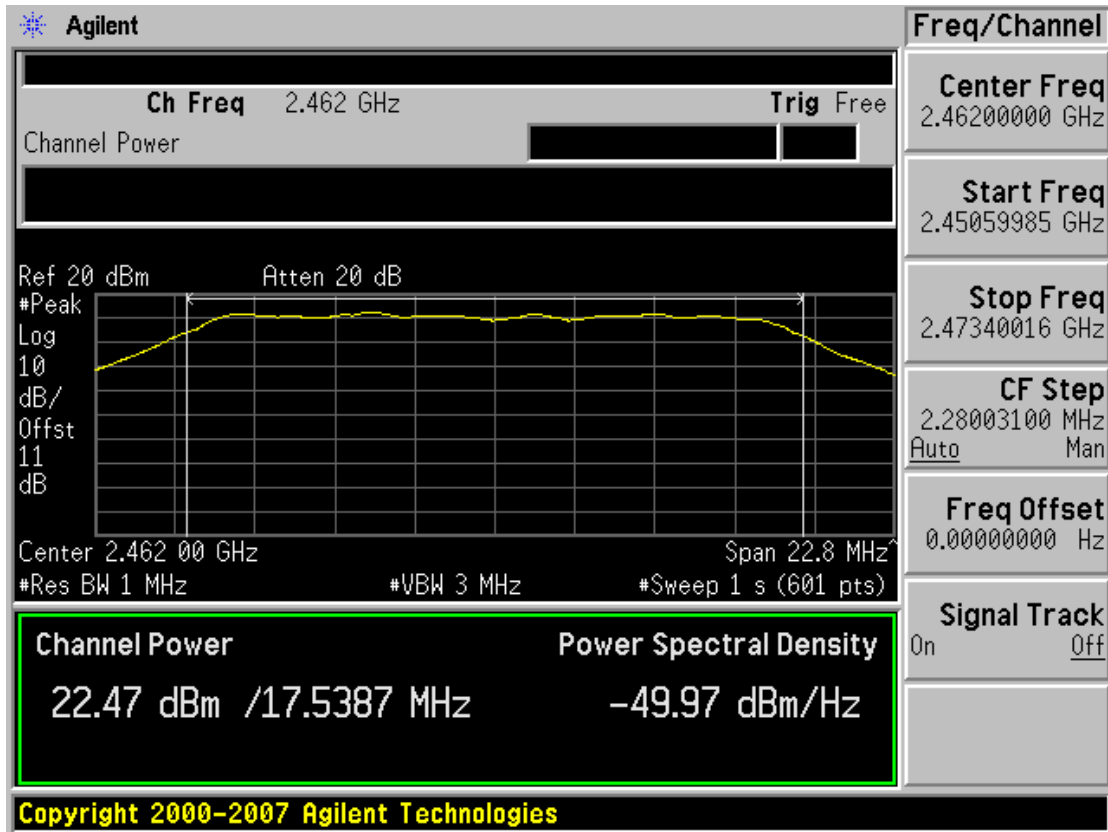 Agilent
Freq/Channel
Ch Freq 2.462 GHz Trig Free
Channel Power
Center Freq
2.46200000 GHz
Start Freq
2.45059985 GHz
Stop Freq
2.47340016 GHz
CF Step
2.28003100 MHz
Auto Man
Freq Offset
0.00000000 Hz
Signal Track
On Off
Ref 20 dBm Atten 20 dB
#Peak
Log
10
dB/
Offst
11
dB
Center 2.462 00 GHz Span 22.8 MHz^
#Res BW 1 MHz #VBW 3 MHz #Sweep 1 s (601 pts)
Channel Power Power Spectral Density
22.47 dBm /17.5387 MHz -49.97 dBm/Hz
Copyright 2000-2007 Agilent Technologies